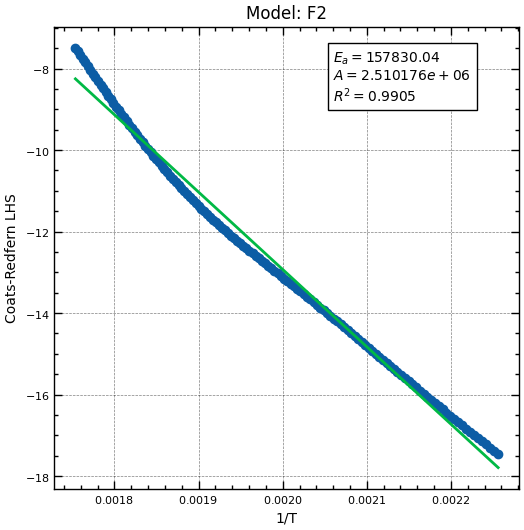 Model: F2
E_a = 157830.04
A = 2.510176e + 06
R^2 = 0.9905
Coats-Redfern LHS
−8
−10
−12
−14
−16
−18
0.0018 0.0019 0.0020 0.0021 0.0022
1/T